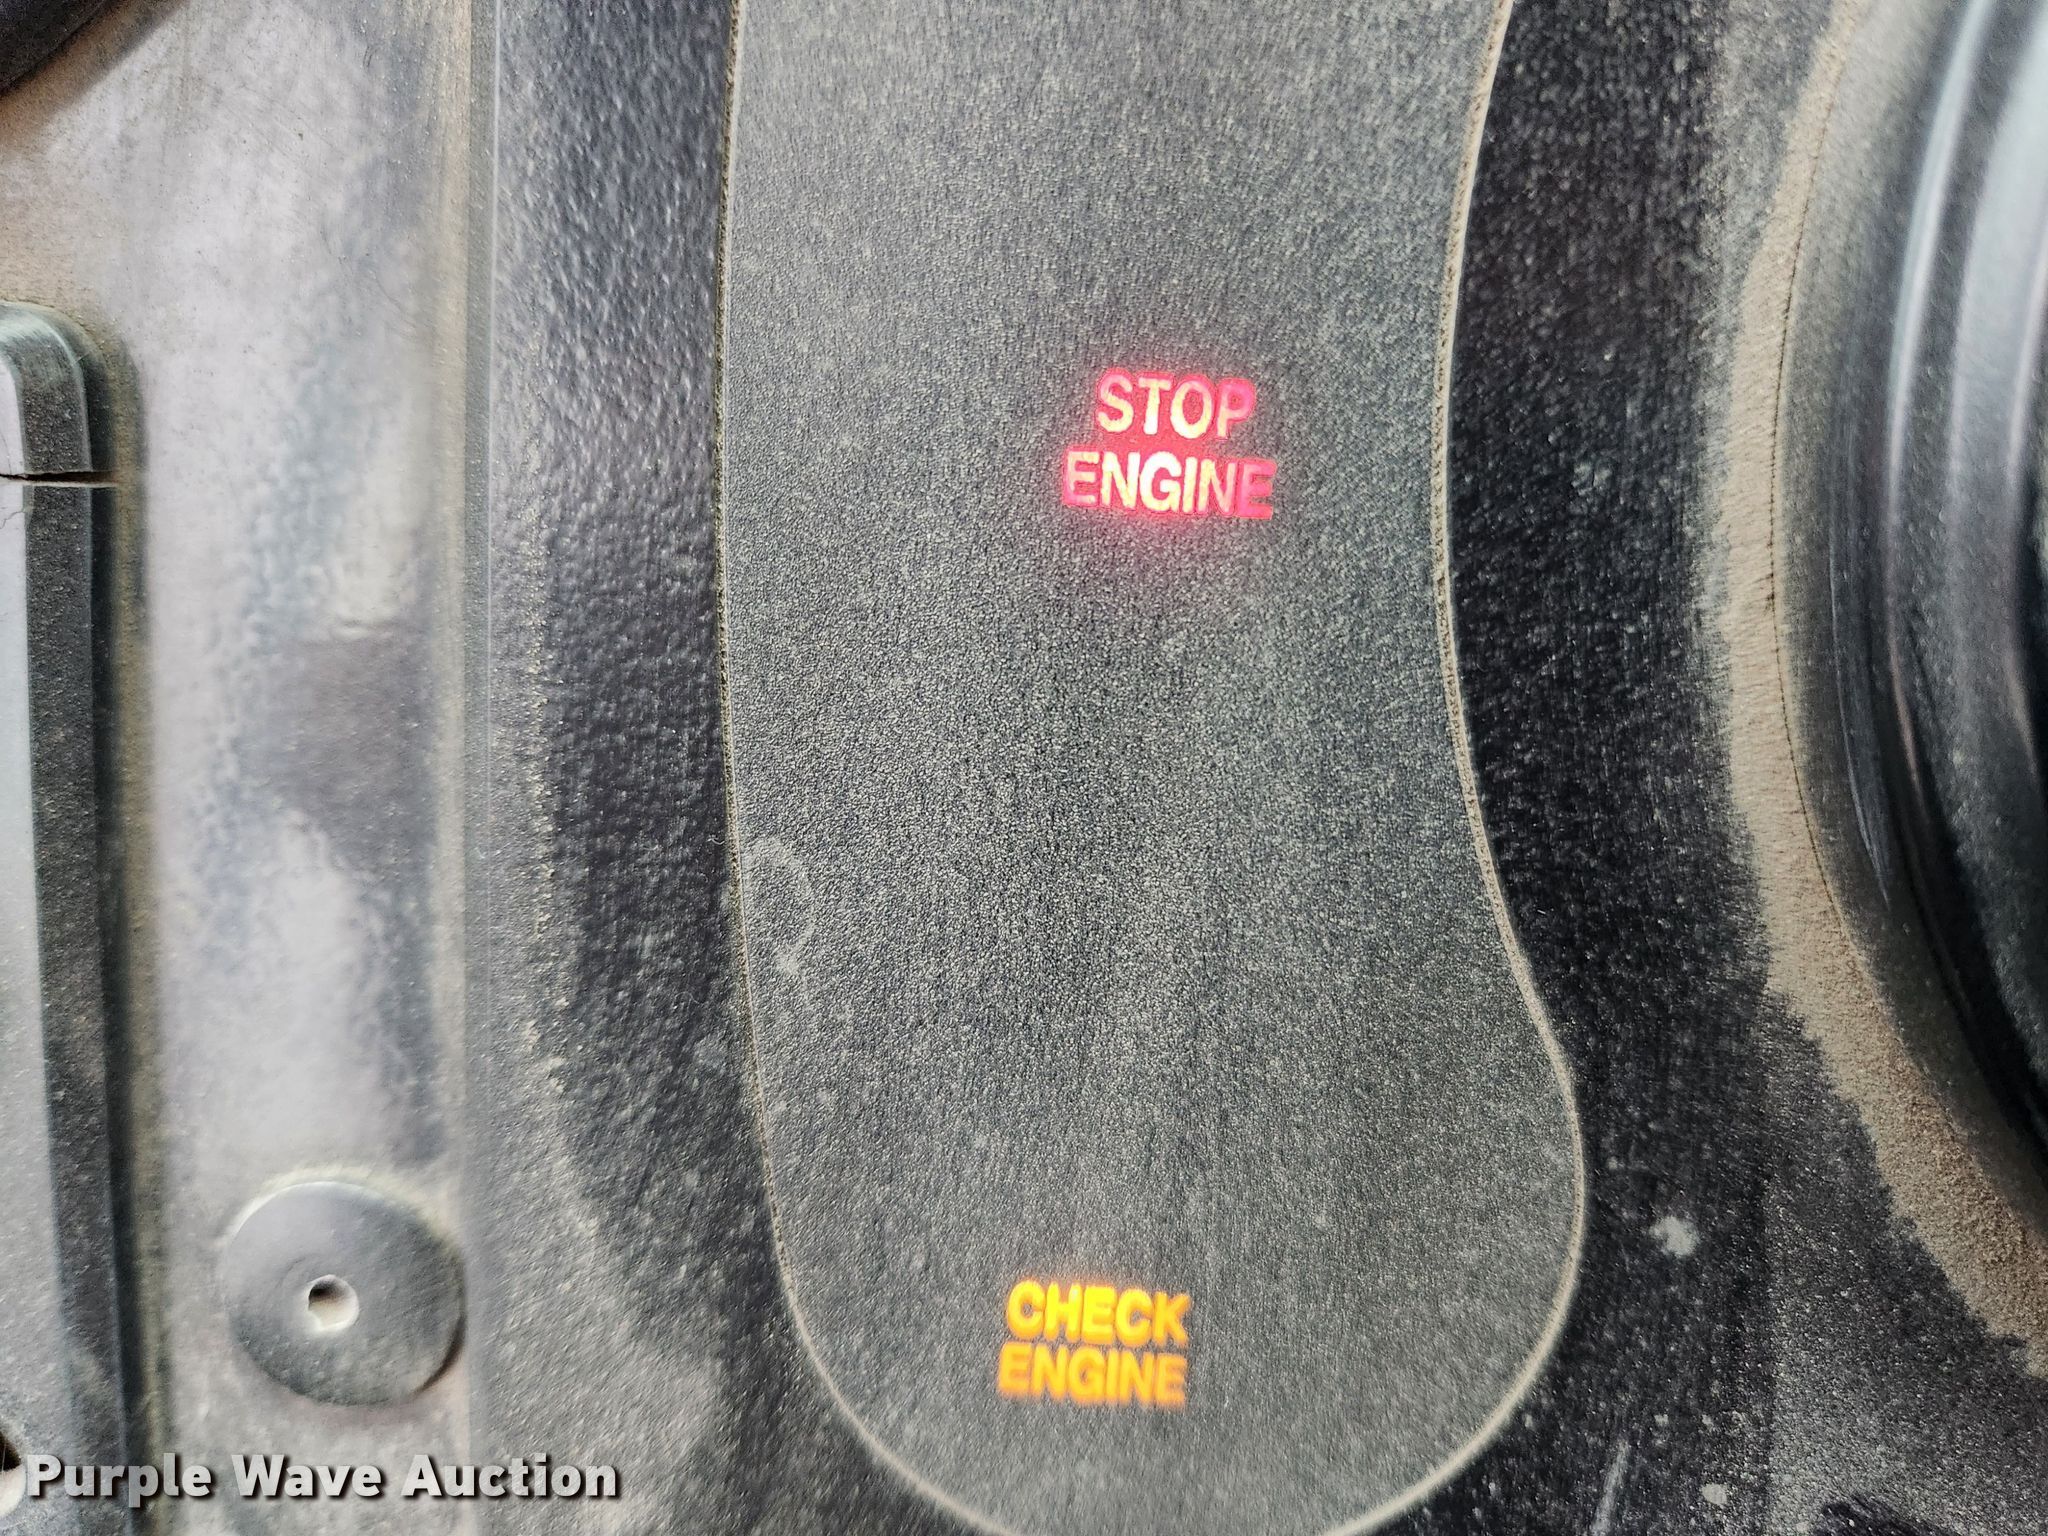 STOP
ENGINE
CHECK
ENGINE
Purple Wave Auction